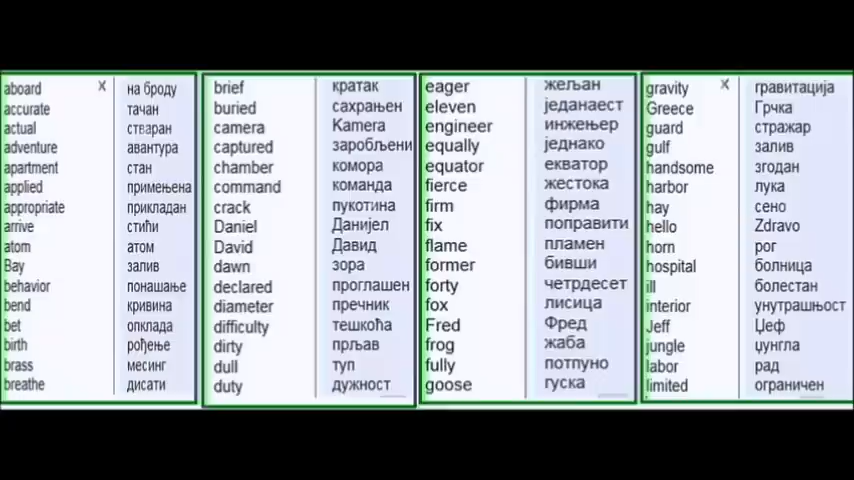 aboard X на броду
accurate тачан
actual стваран
adventure авантура
apartment стан
applied примењена
appropriate прикладан
arrive стићи
atom атом
Bay залив
behavior понашање
bend кривина
bet опклада
birth рођење
brass месинг
breathe дисати
brief кратак
buried сахрањен
camera Kamera
captured заробљени
chamber комора
command команда
crack пукотина
Daniel Данијел
David Давид
dawn зора
declared проглашен
diameter пречник
difficulty тешкоћа
dirty прљав
dull туп
duty дужност
eager жељан
eleven једанаест
engineer инжењер
equally једнако
equator екватор
fierce жестока
firm фирма
fix поправити
flame пламен
former бивши
forty четрдесет
fox лисица
Fred Фред
frog жаба
fully потпуно
goose гуска
gravity X гравитација
Greece Грчка
guard стражар
gulf залив
handsome згодан
harbor лука
hay сено
hello Zdravo
horn рог
hospital болница
ill болестан
interior унутрашњост
Jeff Џеф
jungle џунгла
labor рад
limited ограничен